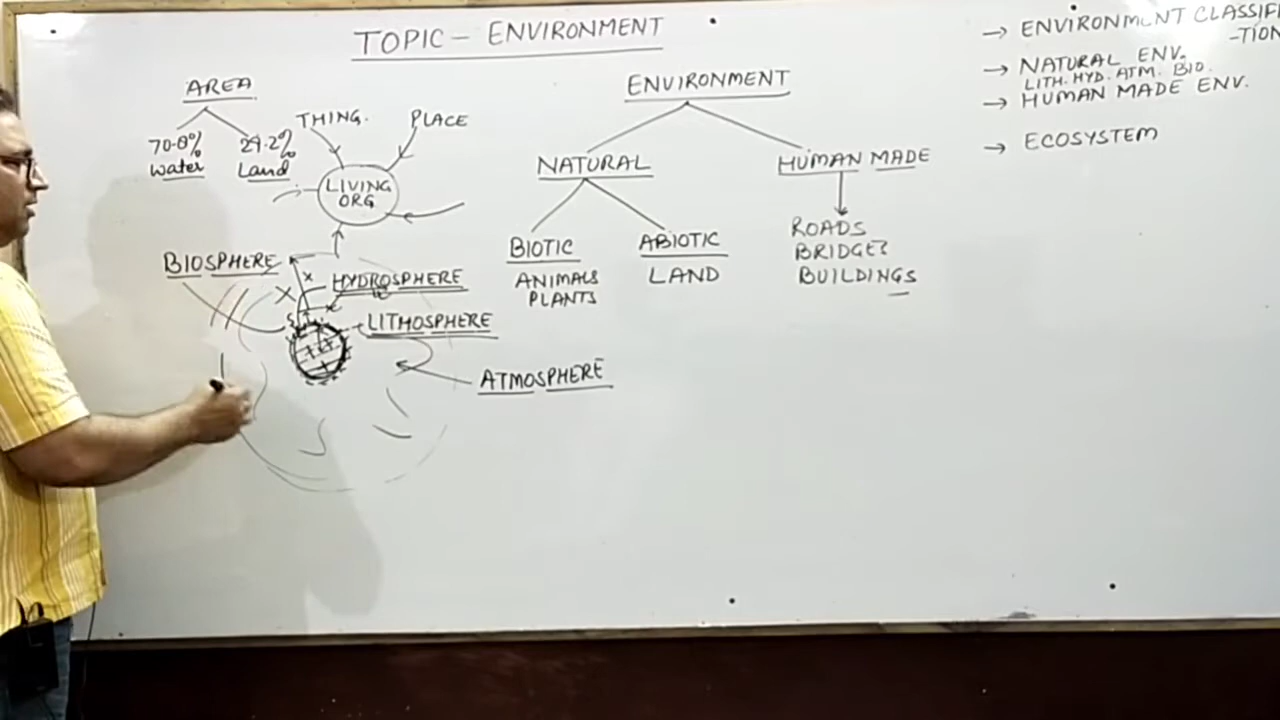 TOPIC - ENVIRONMENT
AREA
70.8% 29.2%
Water Land
THING. PLACE
LIVING
ORG
BIOSPHERE
HYDROSPHERE
LITHOSPHERE
ATMOSPHERE
ENVIRONMENT
NATURAL HUMAN MADE
BIOTIC ABIOTIC
ANIMALS LAND
PLANTS
ROADS
BRIDGES
BUILDINGS
→ ENVIRONMENT CLASSIFI
-TION
→ NATURAL ENV.
LITH. HYD. ATM. BIO.
→ HUMAN MADE ENV.
→ ECOSYSTEM